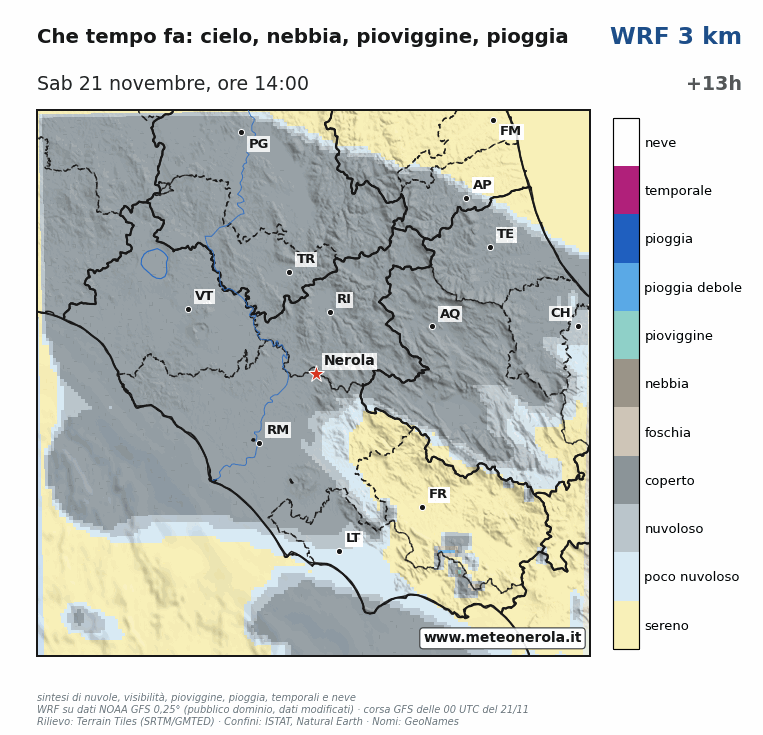 Che tempo fa: cielo, nebbia, pioviggine, pioggia
WRF 3 km
Sab 21 novembre, ore 14:00
+13h
FM
PG
AP
TE
TR
VT
RI
AQ
CH
Nerola
RM
FR
LT
www.meteonerola.it
neve
temporale
pioggia
pioggia debole
pioviggine
nebbia
foschia
coperto
nuvoloso
poco nuvoloso
sereno
sintesi di nuvole, visibilità, pioviggine, pioggia, temporali e neve
WRF su dati NOAA GFS 0,25° (pubblico dominio, dati modificati) · corsa GFS delle 00 UTC del 21/11
Rilievo: Terrain Tiles (SRTM/GMTED) · Confini: ISTAT, Natural Earth · Nomi: GeoNames